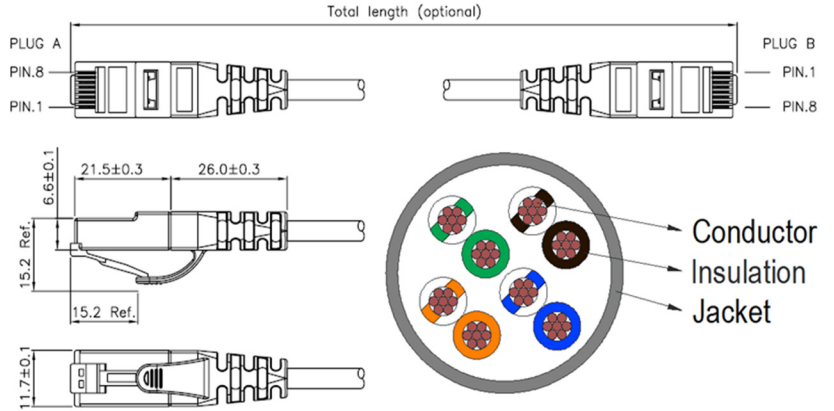 Total length (optional)
PLUG A
PLUG B
PIN.8
PIN.1
PIN.1
PIN.8
21.5±0.3
26.0±0.3
6.6±0.1
15.2 Ref.
15.2 Ref.
11.7±0.1
Conductor
Insulation
Jacket